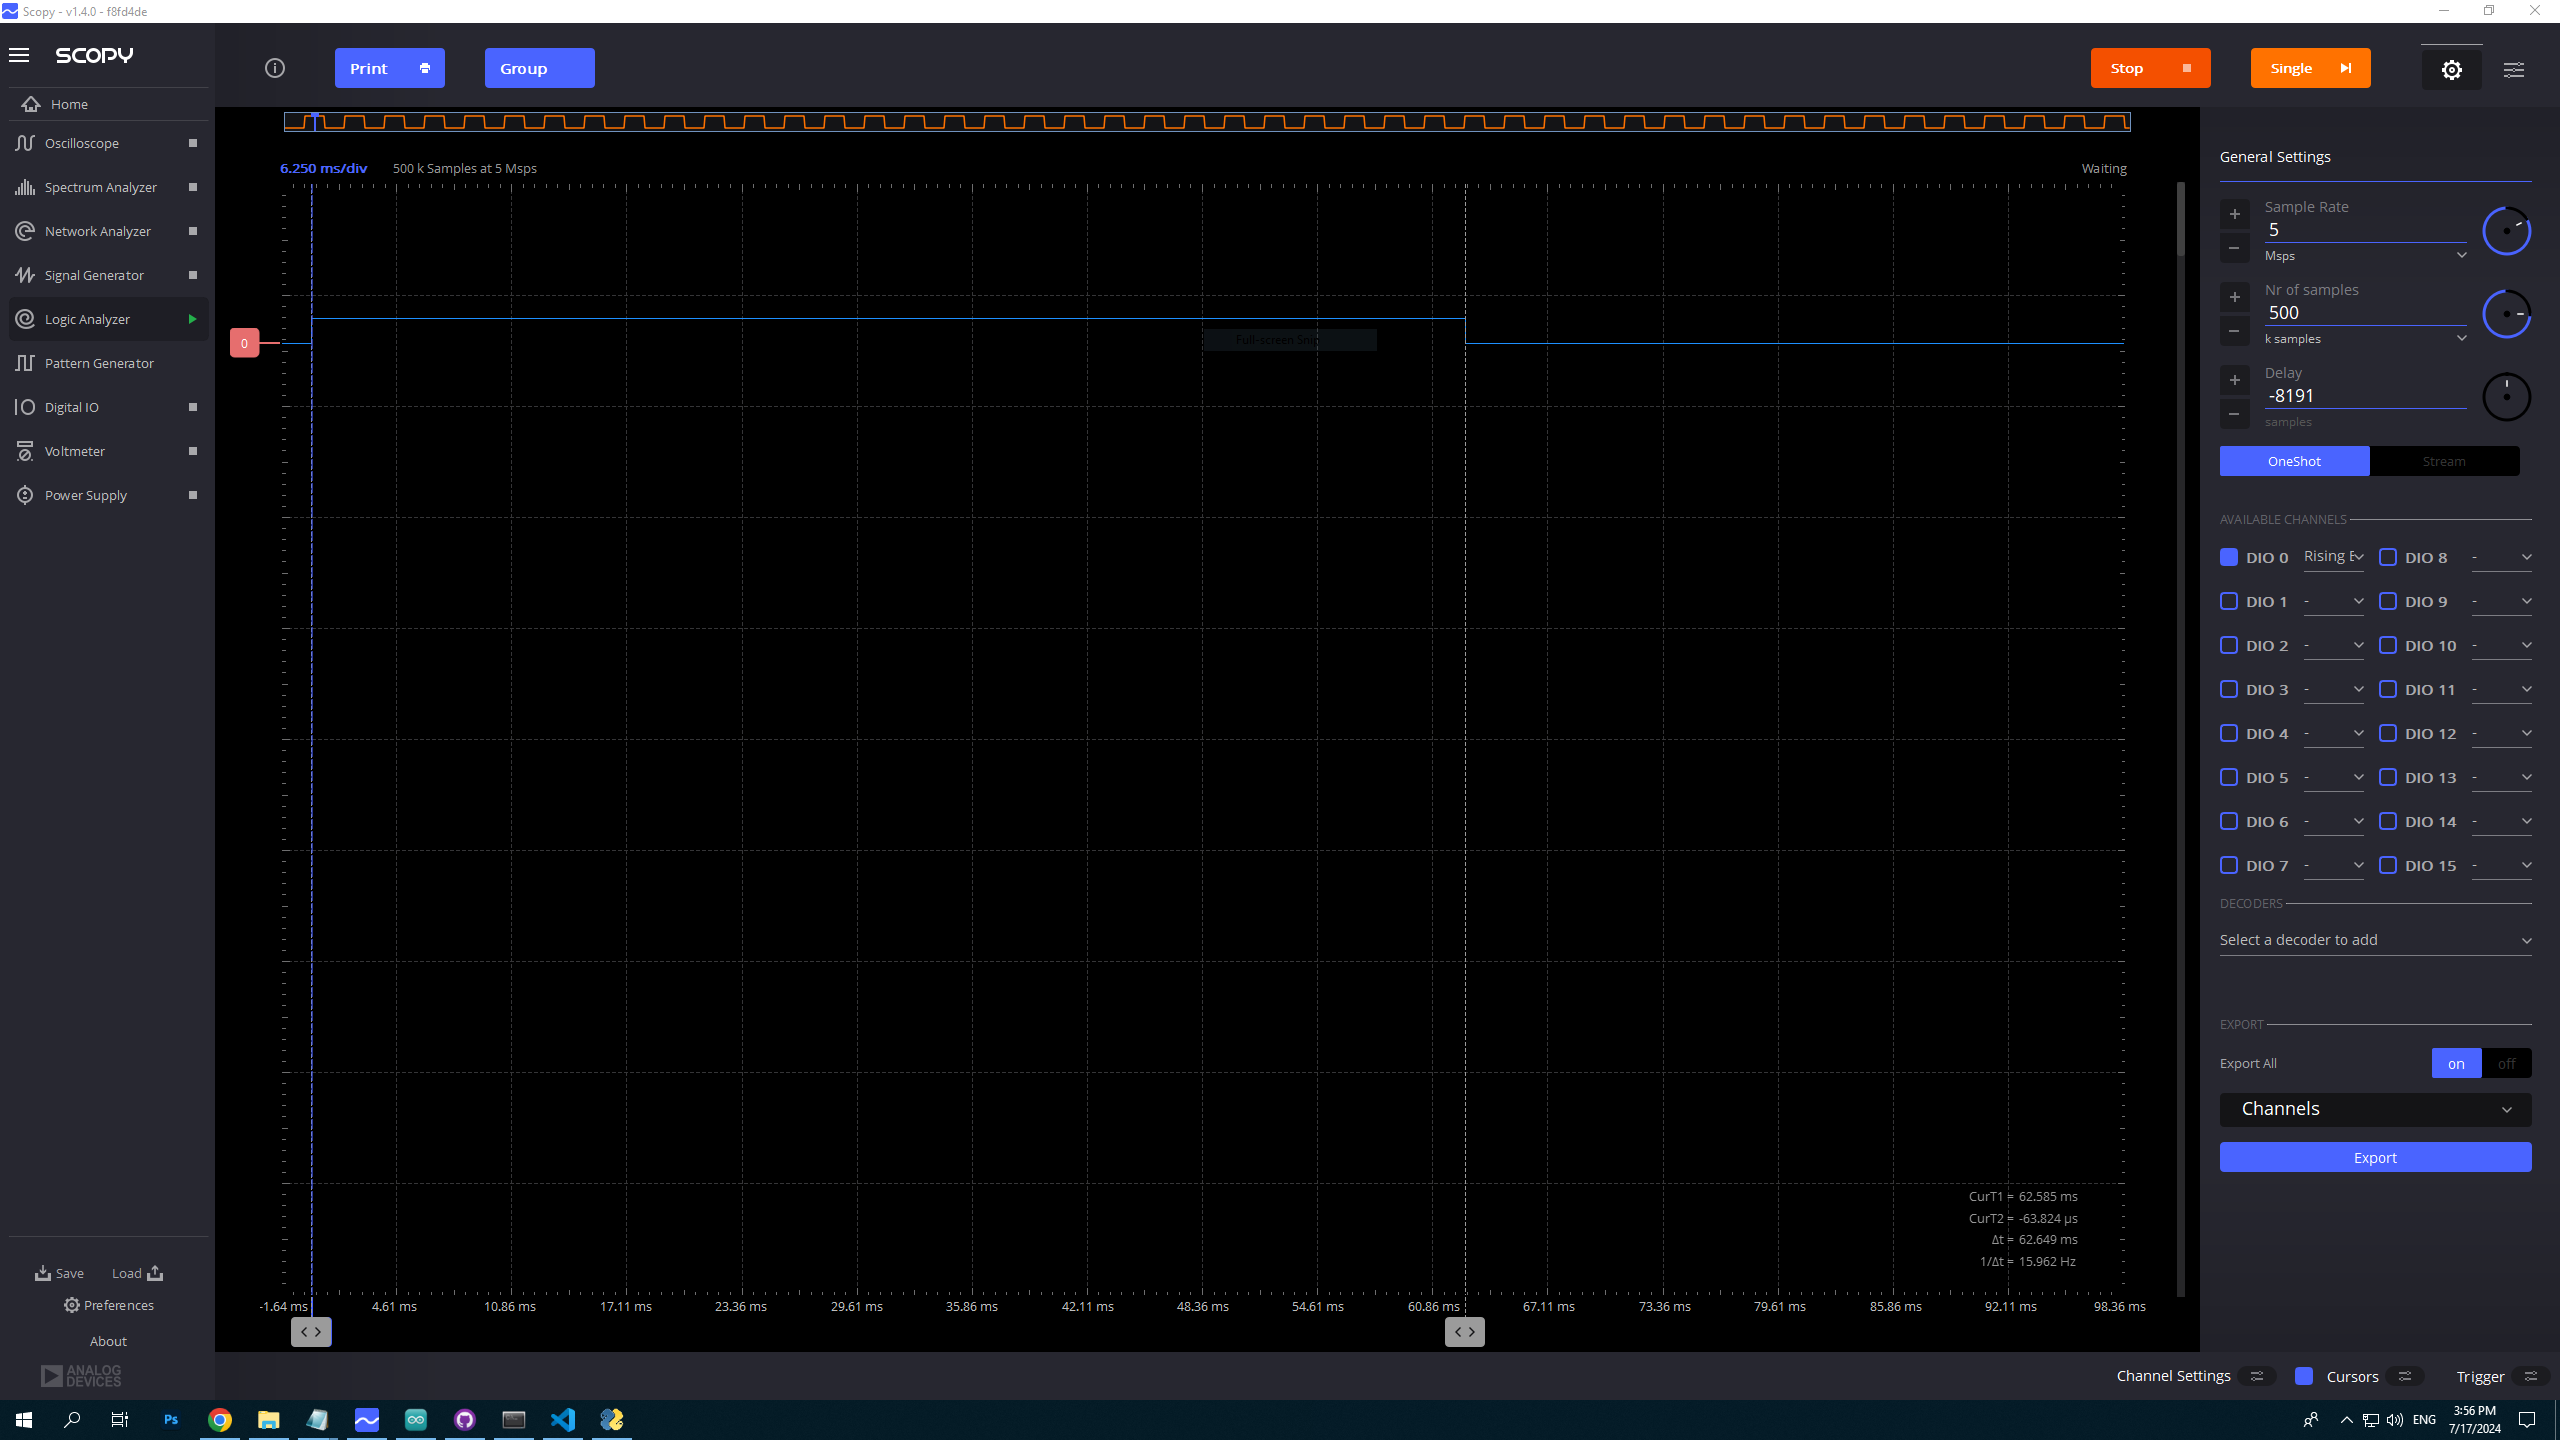 Scopy - v1.4.0 - f8fd4de
SCOPY
Print
Group
Stop
Single
Home
Oscilloscope
Spectrum Analyzer
Network Analyzer
Signal Generator
Logic Analyzer
Pattern Generator
Digital IO
Voltmeter
Power Supply
Save
Load
Preferences
About
ANALOG
DEVICES
6.250 ms/div 500 k Samples at 5 Msps Waiting
0
Full-screen Snip
CurT1 = 62.585 ms
CurT2 = -63.824 µs
Δt = 62.649 ms
1/Δt = 15.962 Hz
-1.64 ms 4.61 ms 10.86 ms 17.11 ms 23.36 ms 29.61 ms 35.86 ms 42.11 ms 48.36 ms 54.61 ms 60.86 ms 67.11 ms 73.36 ms 79.61 ms 85.86 ms 92.11 ms 98.36 ms
General Settings
Sample Rate
5
Msps
Nr of samples
500
k samples
Delay
-8191
samples
OneShot Stream
AVAILABLE CHANNELS
DIO 0 Rising E DIO 8 -
DIO 1 - DIO 9 -
DIO 2 - DIO 10 -
DIO 3 - DIO 11 -
DIO 4 - DIO 12 -
DIO 5 - DIO 13 -
DIO 6 - DIO 14 -
DIO 7 - DIO 15 -
DECODERS
Select a decoder to add
EXPORT
Export All on off
Channels
Export
Channel Settings Cursors Trigger
Ps
ENG
3:56 PM
7/17/2024